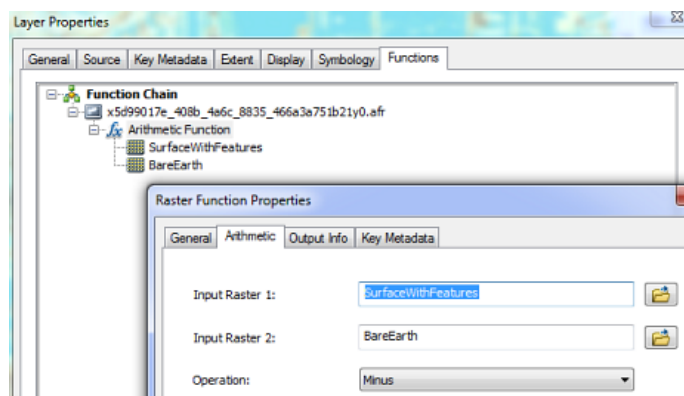 Layer Properties
General Source Key Metadata Extent Display Symbology Functions
Function Chain
x5d99017e_408b_4a6c_8835_466a3a751b21y0.afr
fx Arithmetic Function
SurfaceWithFeatures
BareEarth
Raster Function Properties
General Arithmetic Output Info Key Metadata
Input Raster 1: SurfaceWithFeatures
Input Raster 2: BareEarth
Operation: Minus